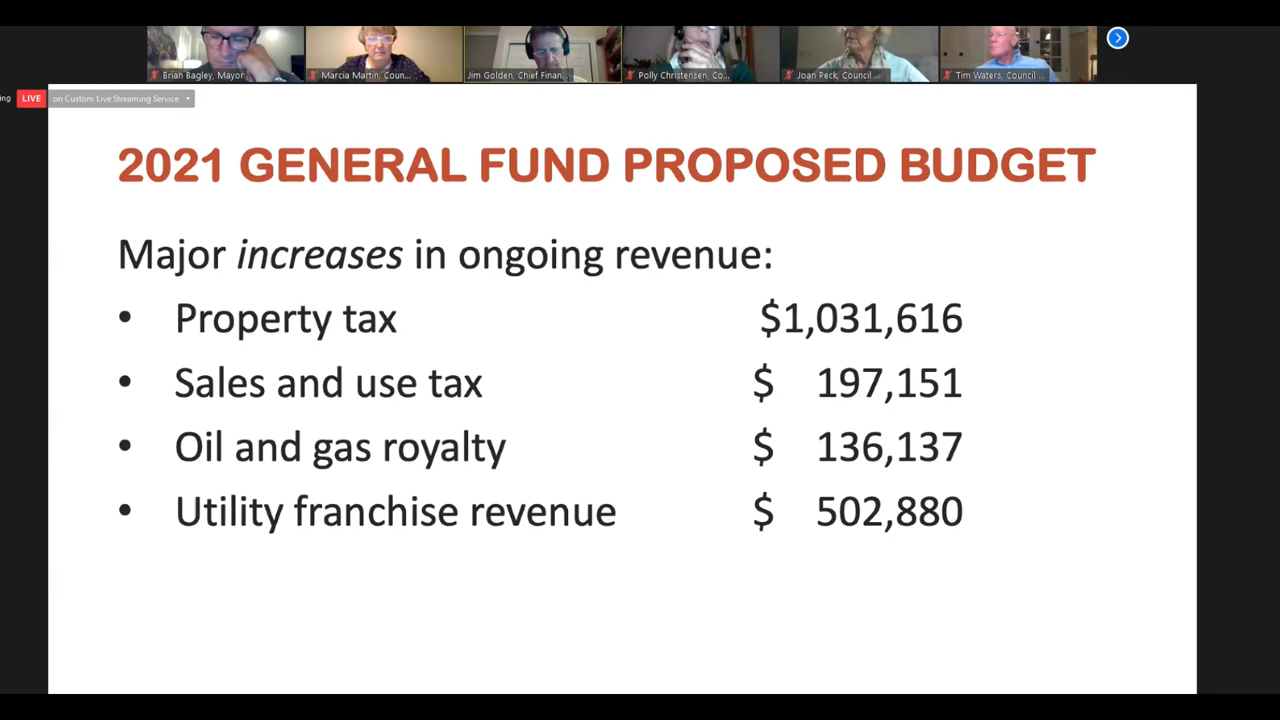 Brian Bagley, Mayor
Marcia Martin, Coun...
Jim Golden, Chief Finan...
Polly Christensen, Co...
Joan Peck, Council ...
Tim Waters, Council ...
ing LIVE on Custom Live Streaming Service
2021 GENERAL FUND PROPOSED BUDGET
Major increases in ongoing revenue:
• Property tax $1,031,616
• Sales and use tax $ 197,151
• Oil and gas royalty $ 136,137
• Utility franchise revenue $ 502,880